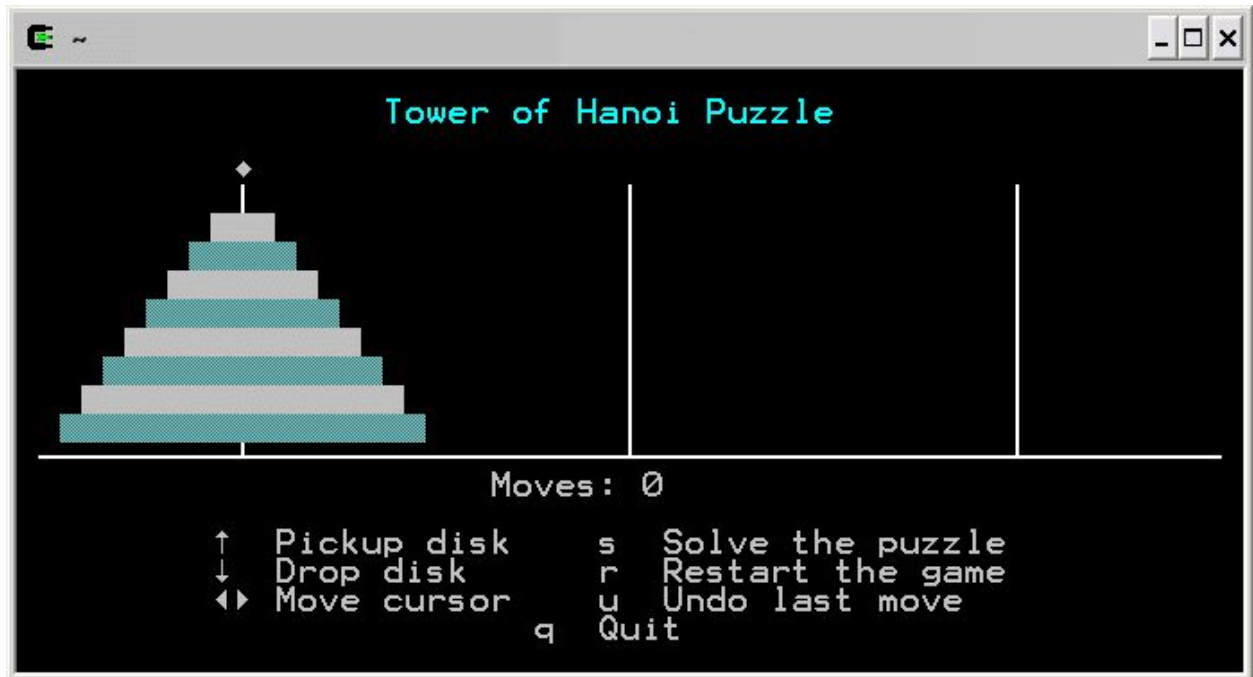 ~
Tower of Hanoi Puzzle
Moves: 0
↑ Pickup disk s Solve the puzzle
↓ Drop disk r Restart the game
◂▸ Move cursor u Undo last move
q Quit